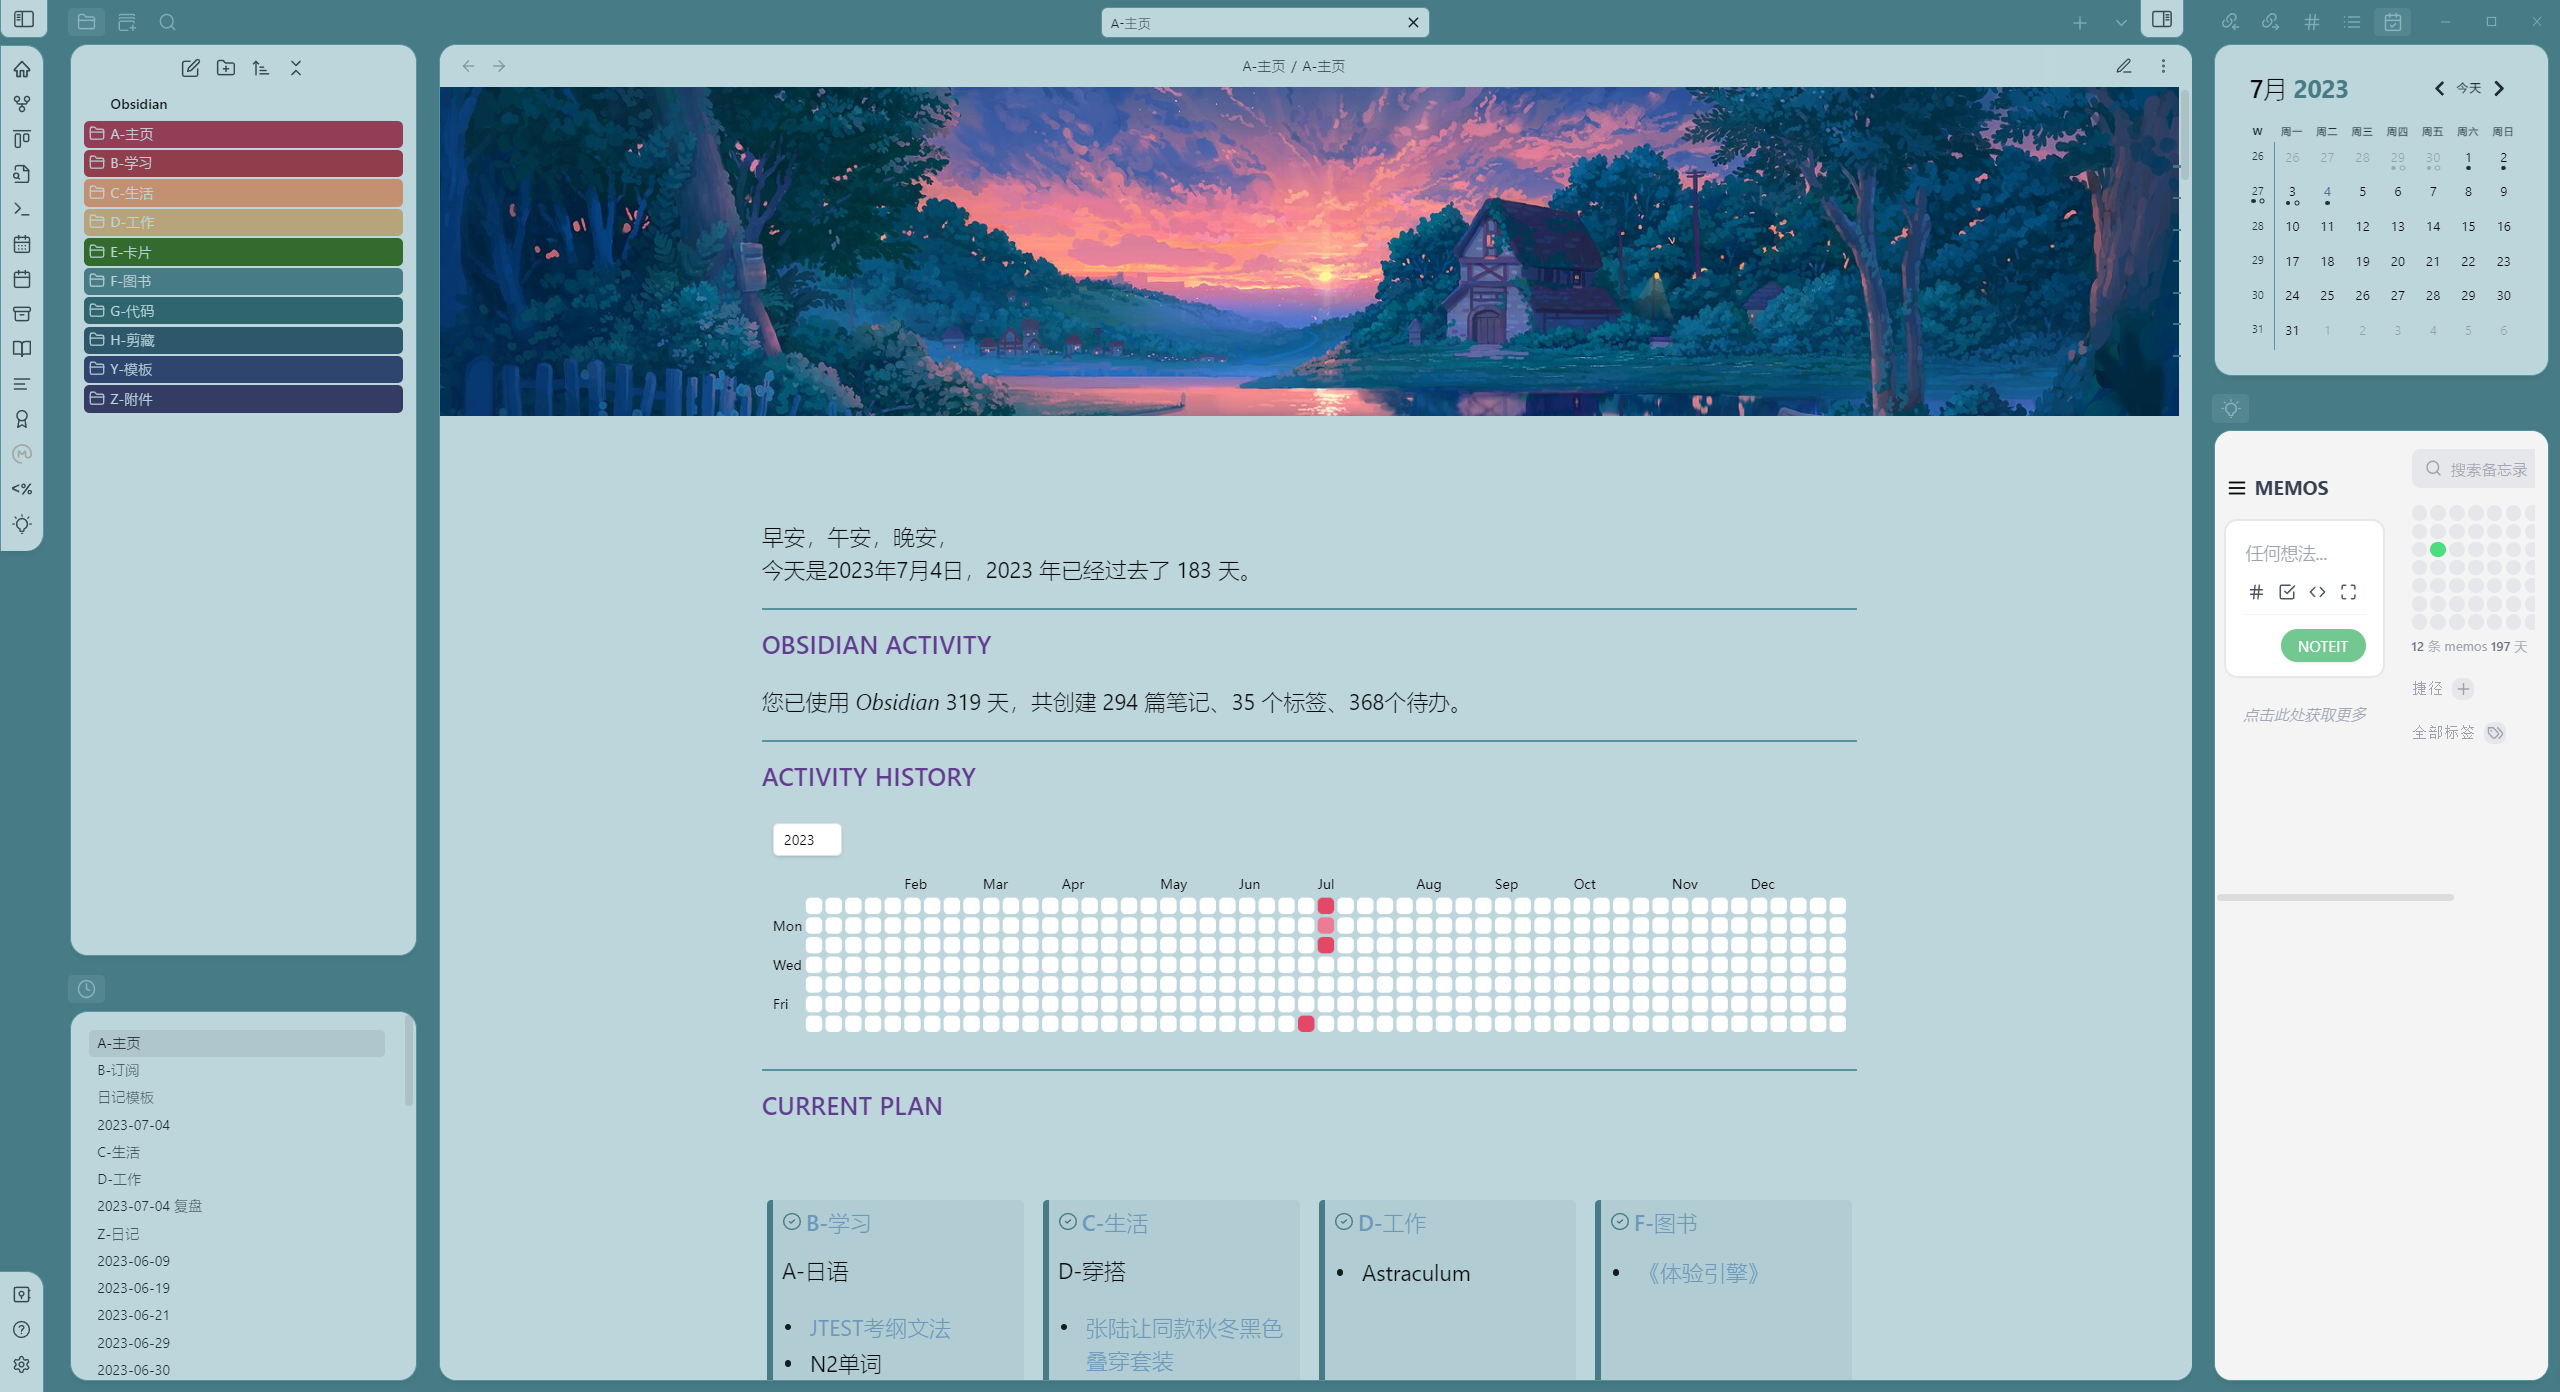 A-主页
A-主页 / A-主页
Obsidian
A-主页
B-学习
C-生活
D-工作
E-卡片
F-图书
G-代码
H-剪藏
Y-模板
Z-附件
<%
A-主页
B-订阅
日记模板
2023-07-04
C-生活
D-工作
2023-07-04 复盘
Z-日记
2023-06-09
2023-06-19
2023-06-21
2023-06-29
2023-06-30
早安，午安，晚安，
今天是2023年7月4日，2023 年已经过去了 183 天。
OBSIDIAN ACTIVITY
您已使用 Obsidian 319 天，共创建 294 篇笔记、35 个标签、368个待办。
ACTIVITY HISTORY
2023
Feb Mar Apr May Jun Jul Aug Sep Oct Nov Dec
Mon
Wed
Fri
CURRENT PLAN
B-学习
A-日语
JTEST考纲文法
N2单词
C-生活
D-穿搭
张陆让同款秋冬黑色
叠穿套装
D-工作
Astraculum
F-图书
《体验引擎》
7月 2023 今天
W 周一 周二 周三 周四 周五 周六 周日
26 26 27 28 29 30 1 2
27 3 4 5 6 7 8 9
28 10 11 12 13 14 15 16
29 17 18 19 20 21 22 23
30 24 25 26 27 28 29 30
31 31 1 2 3 4 5 6
MEMOS
任何想法...
NOTEIT
点击此处获取更多
搜索备忘录
12 条 memos 197 天
捷径
全部标签